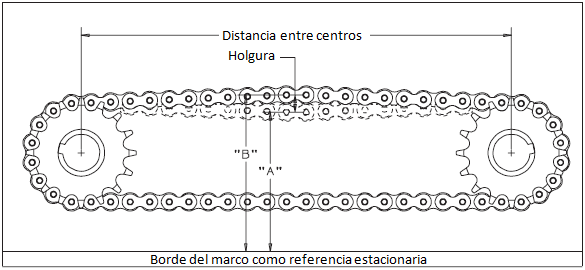 Distancia entre centros
Holgura
"B"
"A"
Borde del marco como referencia estacionaria